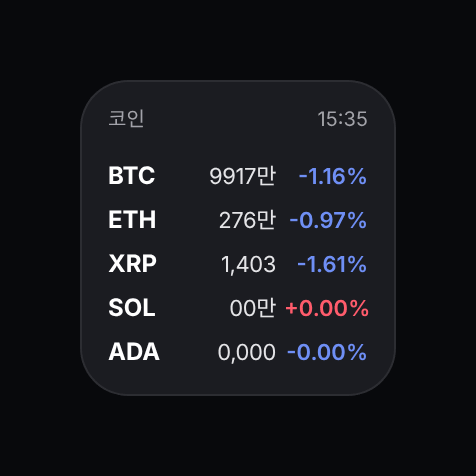 코인 15:35
BTC 9917만 -1.16%
ETH 276만 -0.97%
XRP 1,403 -1.61%
SOL 00만 +0.00%
ADA 0,000 -0.00%